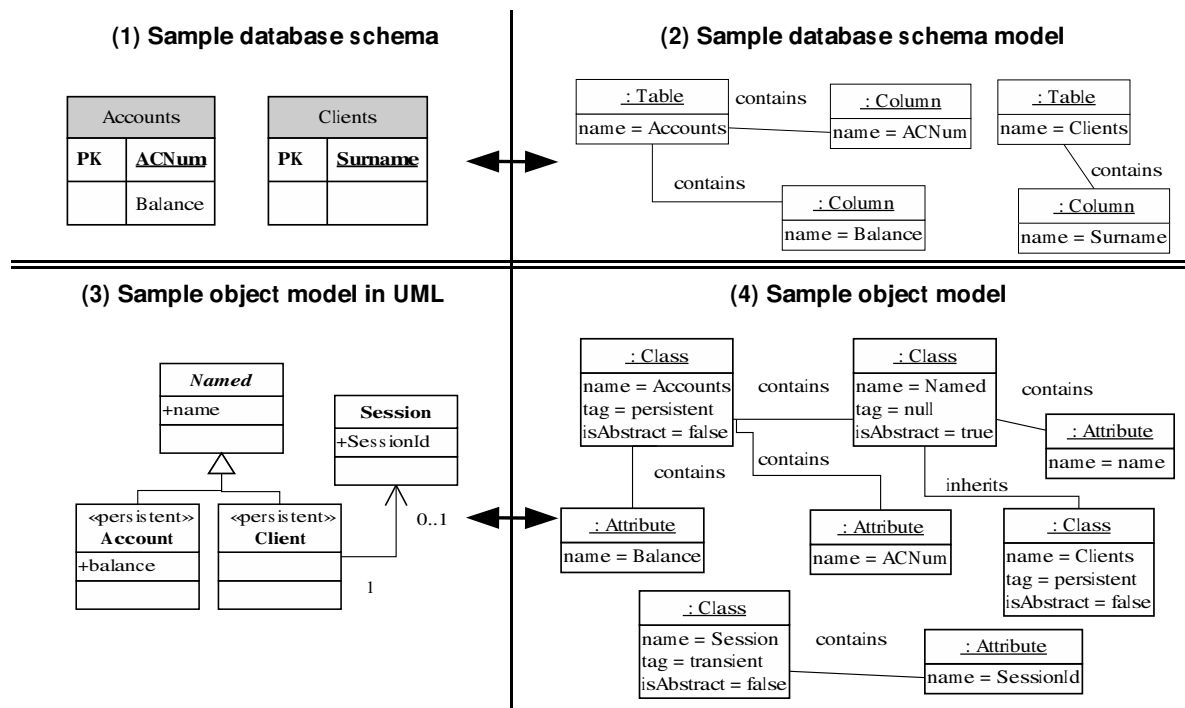 (1) Sample database schema
Accounts
PK ACNum
Balance
Clients
PK Surname
(2) Sample database schema model
: Table
name = Accounts
contains
: Column
name = ACNum
contains
: Column
name = Balance
: Table
name = Clients
contains
: Column
name = Surname
(3) Sample object model in UML
Named
+name
Session
+SessionId
«persistent»
Account
+balance
«persistent»
Client
0..1
1
(4) Sample object model
: Class
name = Accounts
tag = persistent
isAbstract = false
contains
: Class
name = Named
tag = null
isAbstract = true
contains
: Attribute
name = name
contains
contains
inherits
: Attribute
name = Balance
: Attribute
name = ACNum
: Class
name = Clients
tag = persistent
isAbstract = false
: Class
name = Session
tag = transient
isAbstract = false
contains
: Attribute
name = SessionId